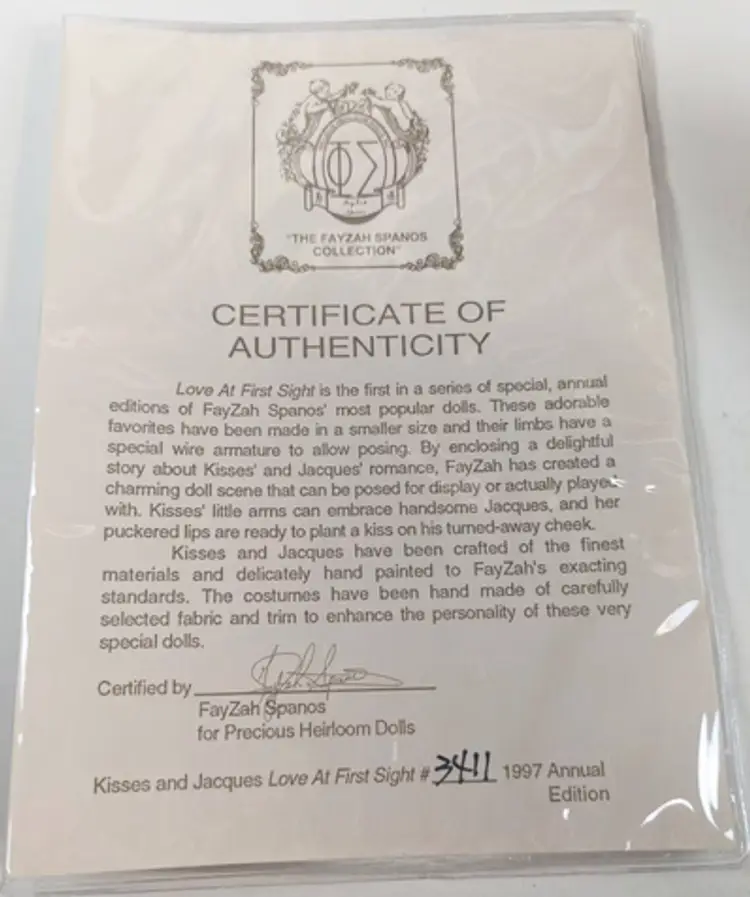 ΦΣ
"THE FAYZAH SPANOS
COLLECTION"
CERTIFICATE OF
AUTHENTICITY
Love At First Sight is the first in a series of special, annual
editions of FayZah Spanos' most popular dolls. These adorable
favorites have been made in a smaller size and their limbs have a
special wire armature to allow posing. By enclosing a delightful
story about Kisses' and Jacques' romance, FayZah has created a
charming doll scene that can be posed for display or actually played
with. Kisses' little arms can embrace handsome Jacques, and her
puckered lips are ready to plant a kiss on his turned-away cheek.
Kisses and Jacques have been crafted of the finest
materials and delicately hand painted to FayZah's exacting
standards. The costumes have been hand made of carefully
selected fabric and trim to enhance the personality of these very
special dolls.
Certified by
FayZah Spanos
for Precious Heirloom Dolls
Kisses and Jacques Love At First Sight # 3411 1997 Annual
Edition